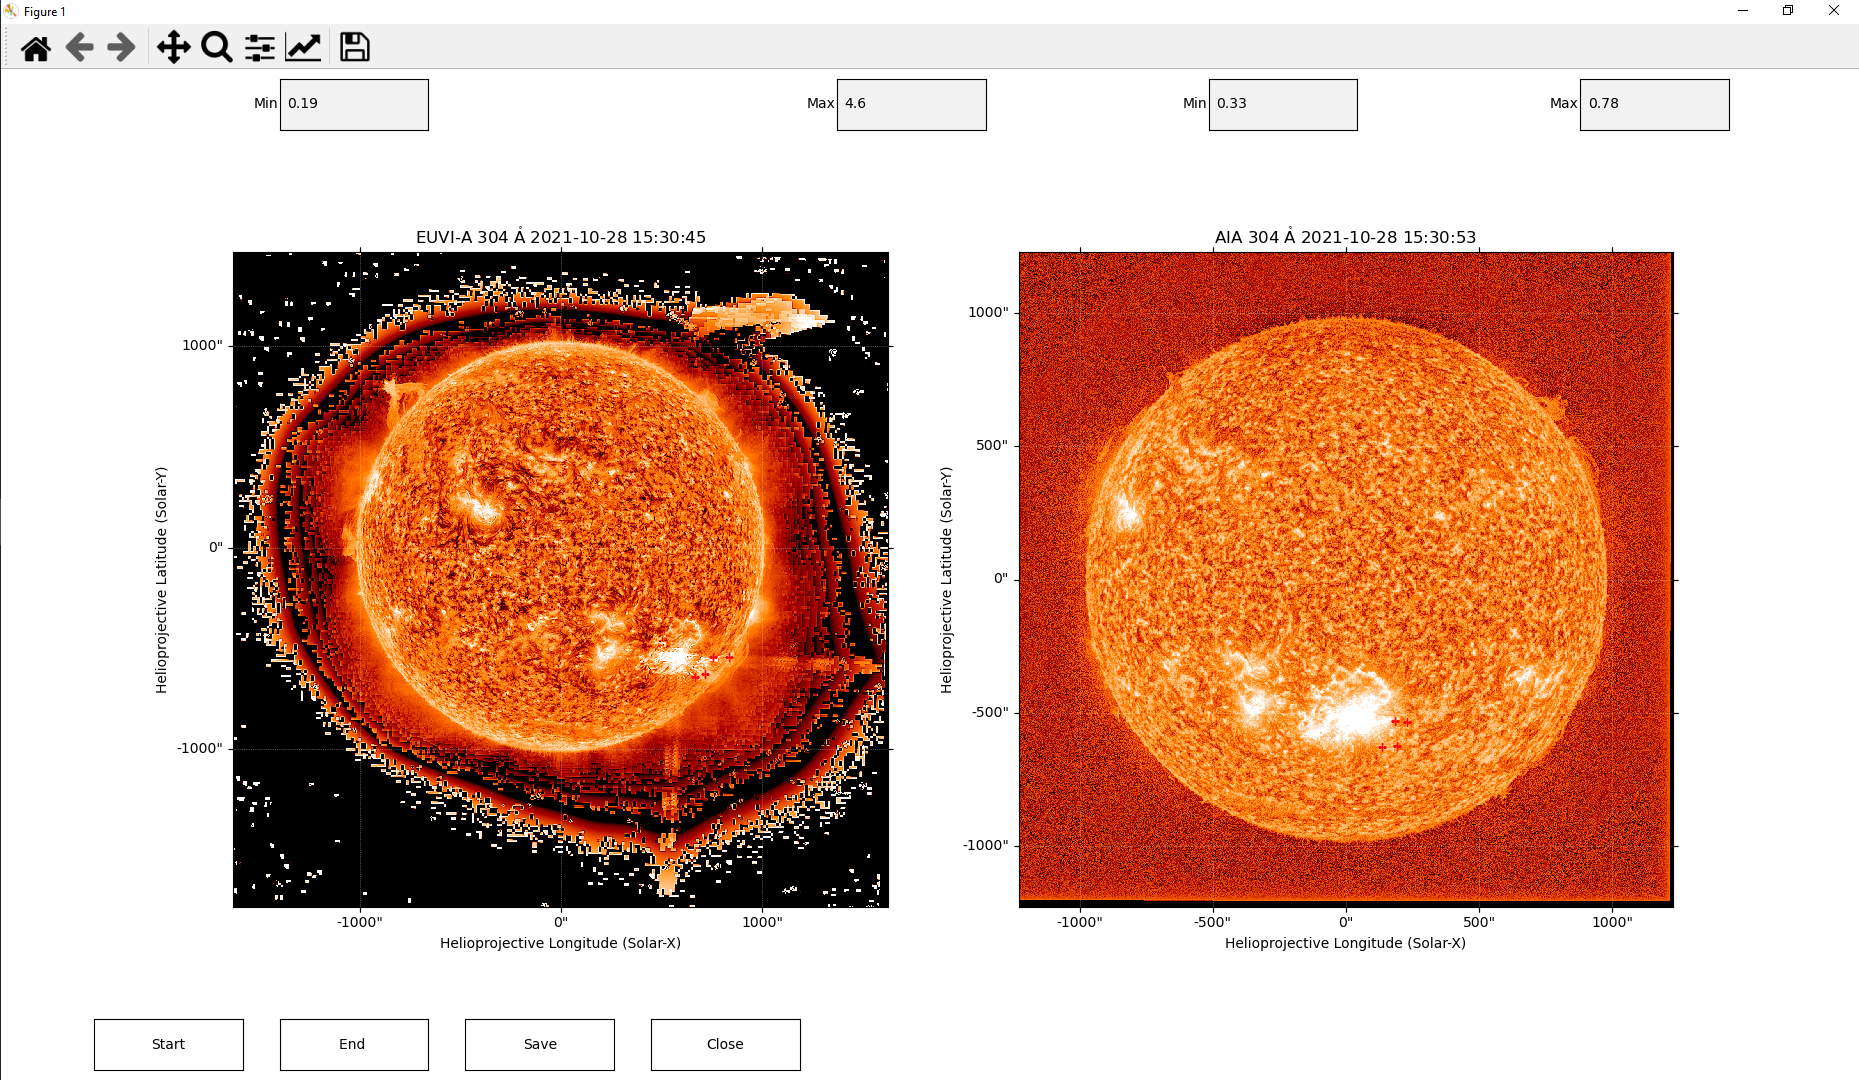 Figure 1
Min 0.19
Max 4.6
Min 0.33
Max 0.78
EUVI-A 304 Å 2021-10-28 15:30:45
1000"
0"
-1000"
Helioprojective Latitude (Solar-Y)
-1000" 0" 1000"
Helioprojective Longitude (Solar-X)
AIA 304 Å 2021-10-28 15:30:53
1000"
500"
0"
-500"
-1000"
Helioprojective Latitude (Solar-Y)
-1000" -500" 0" 500" 1000"
Helioprojective Longitude (Solar-X)
Start
End
Save
Close